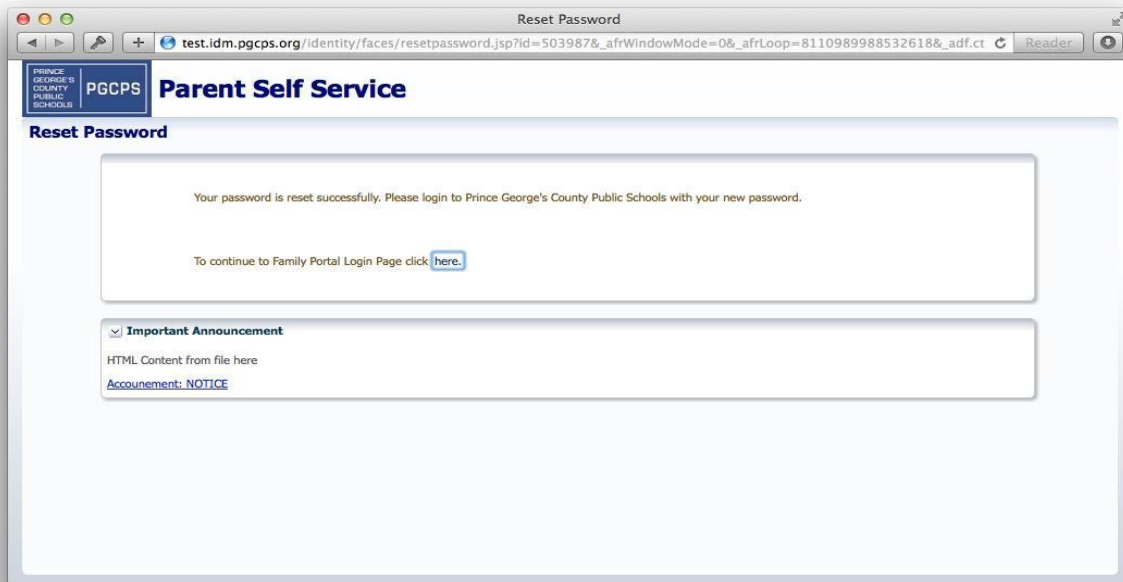 Reset Password
test.idm.pgcps.org/identity/faces/resetpassword.jsp?id=503987&_afrWindowMode=0&_afrLoop=8110989988532618&_adf.ct
Reader
PRINCE
GEORGE'S
COUNTY
PUBLIC
SCHOOLS
PGCPS
Parent Self Service
Reset Password
Your password is reset successfully. Please login to Prince George's County Public Schools with your new password.
To continue to Family Portal Login Page click here.
Important Announcement
HTML Content from file here
Accounement: NOTICE